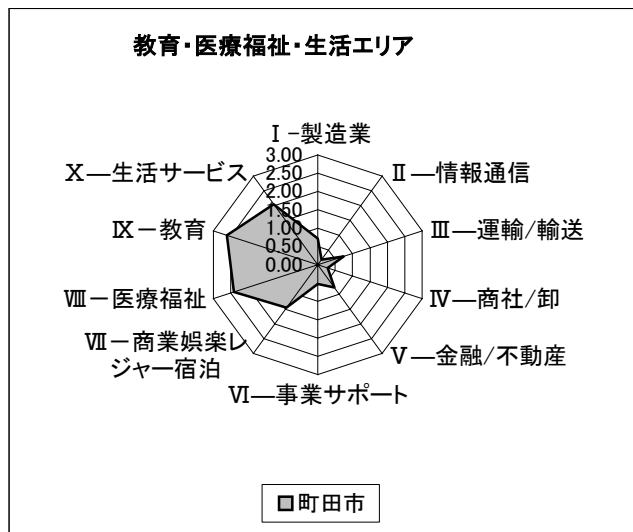 教育・医療福祉・生活エリア
Ⅰ-製造業
Ⅱ―情報通信
Ⅲ―運輸/輸送
Ⅳ―商社/卸
Ⅴ―金融/不動産
Ⅵ―事業サポート
Ⅶ－商業娯楽レ
ジャー宿泊
Ⅷ－医療福祉
Ⅸ－教育
Ⅹ―生活サービス
3.00
2.50
2.00
1.50
1.00
0.50
0.00
町田市